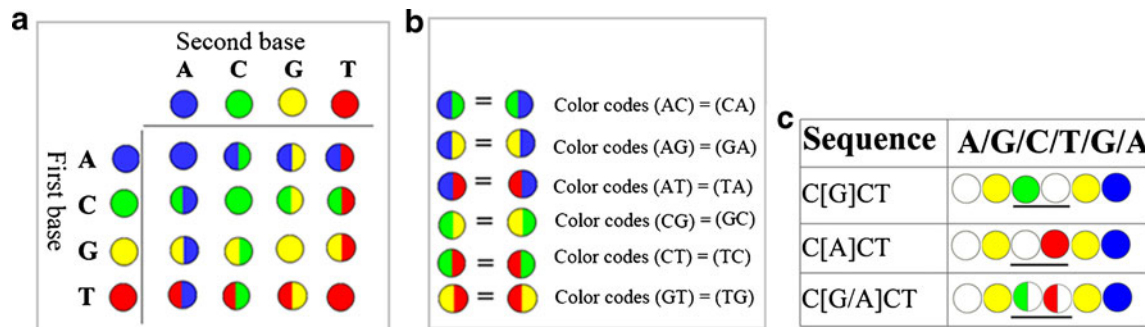 a
Second base
A C G T
First base
A
C
G
T
b
= Color codes (AC) = (CA)
= Color codes (AG) = (GA)
= Color codes (AT) = (TA)
= Color codes (CG) = (GC)
= Color codes (CT) = (TC)
= Color codes (GT) = (TG)
c
Sequence A/G/C/T/G/A
C[G]CT
C[A]CT
C[G/A]CT